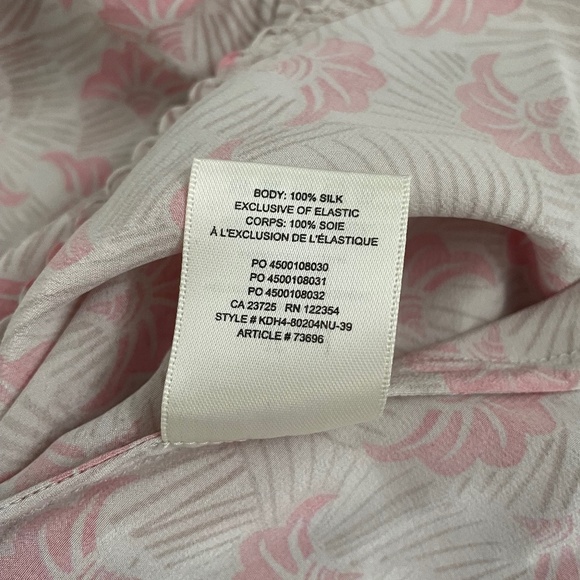 BODY: 100% SILK
EXCLUSIVE OF ELASTIC
CORPS: 100% SOIE
À L'EXCLUSION DE L'ÉLASTIQUE
PO 4500108030
PO 4500108031
PO 4500108032
CA 23725 RN 122354
STYLE # KDH4-80204NU-39
ARTICLE # 73696